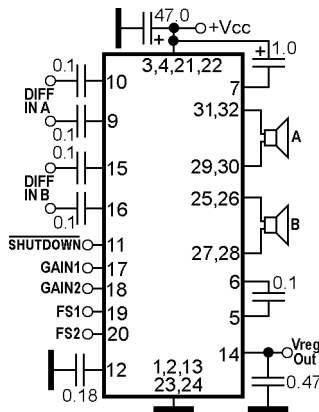 47.0
+Vcc
+
+
1.0
3,4,21,22
0.1
10
7
DIFF
IN A
31,32
9
A
0.1
0.1
29,30
15
DIFF
IN B
25,26
16
B
0.1
SHUTDOWN
11
27,28
GAIN1
17
6
0.1
GAIN2
18
FS1
19
5
FS2
20
14
Vreg
Out
12
1,2,13
23,24
0.18
0.47